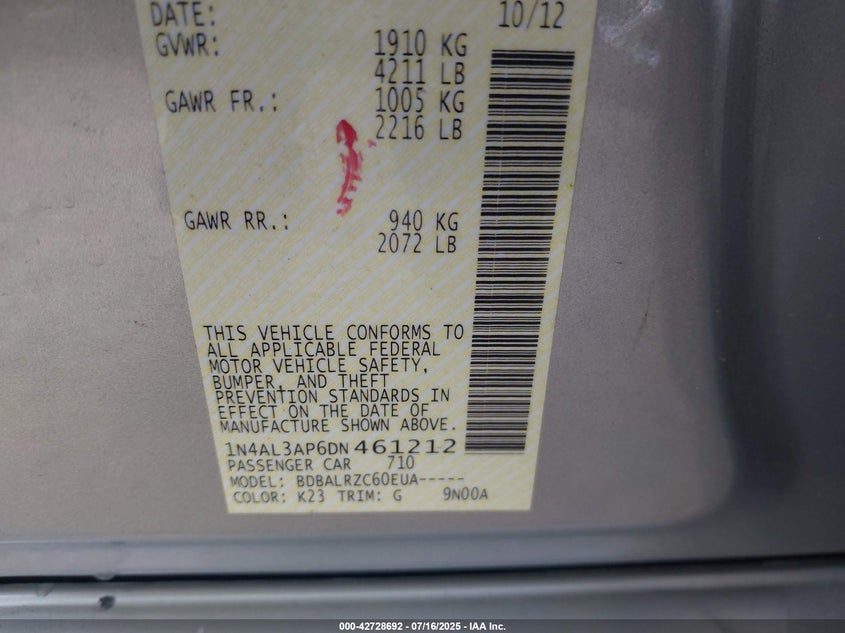 DATE: 10/12
GVWR: 1910 KG
4211 LB
GAWR FR.: 1005 KG
2216 LB
GAWR RR.: 940 KG
2072 LB
THIS VEHICLE CONFORMS TO
ALL APPLICABLE FEDERAL
MOTOR VEHICLE SAFETY,
BUMPER, AND THEFT
PREVENTION STANDARDS IN
EFFECT ON THE DATE OF
MANUFACTURE SHOWN ABOVE.
1N4AL3AP6DN461212
PASSENGER CAR 710
MODEL: BDBALRZC60EUA-----
COLOR: K23 TRIM: G 9N00A
000-42728692 - 07/16/2025 - IAA Inc.